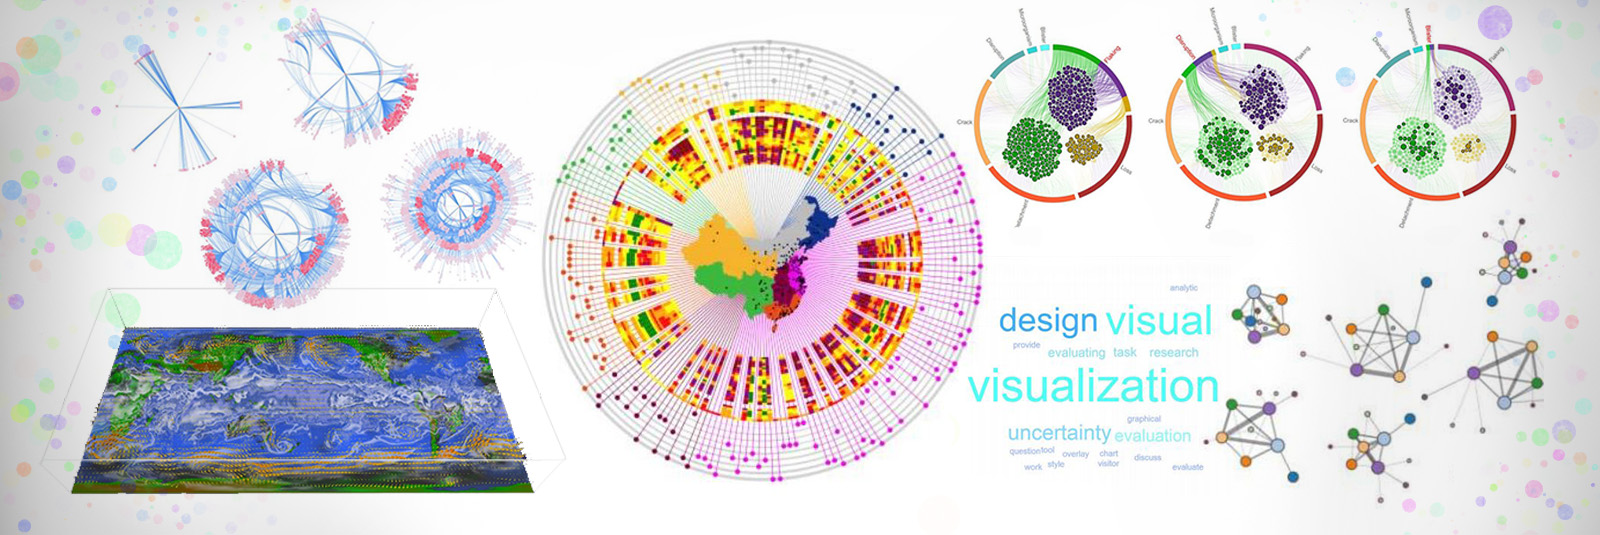 Disruption
Microorganism
Blister
Flaking
Crack
Loss
Detachment
Disruption
Microorganism
Blister
Flaking
Crack
Loss
Detachment
Disruption
Microorganism
Blister
Flaking
Crack
Loss
Detachment
analytic
design visual
provide
evaluating task research
visualization
graphical
uncertainty evaluation
question tool overlay chart discuss
work style visitor evaluate